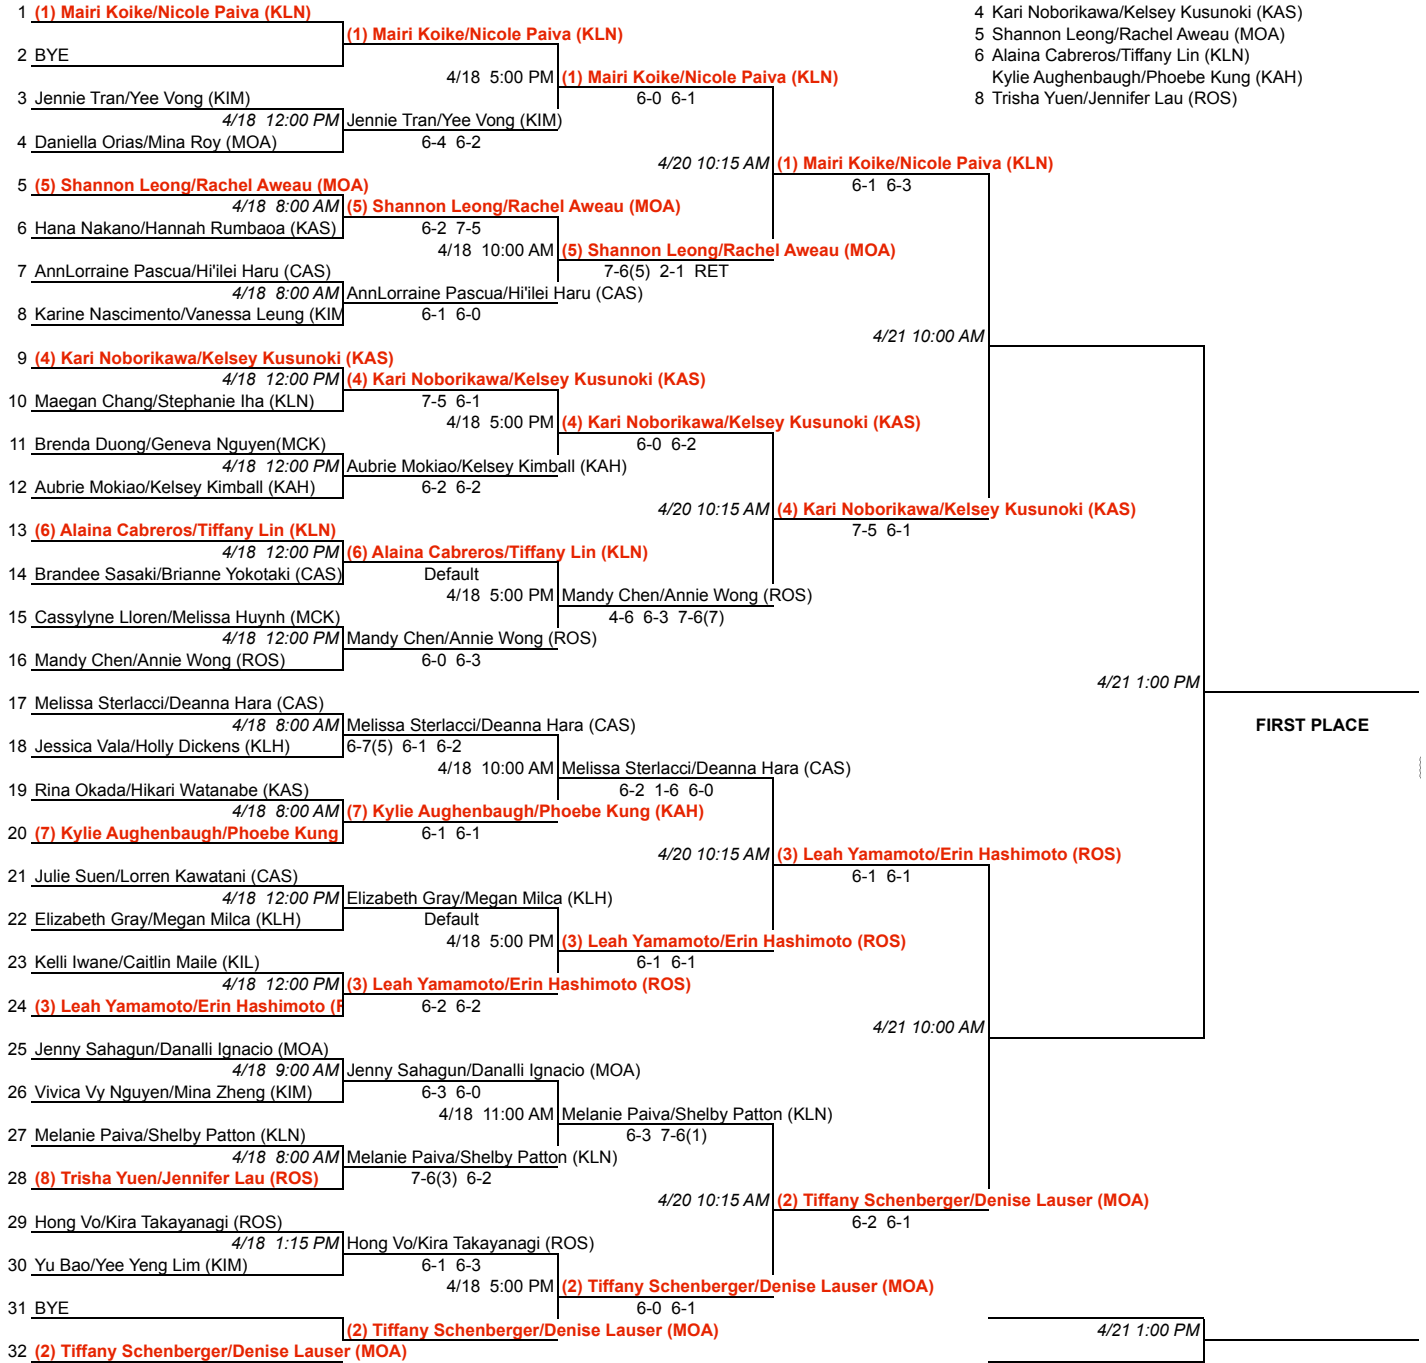 1 (1) Mairi Koike/Nicole Paiva (KLN)
4 Kari Noborikawa/Kelsey Kusunoki (KAS)
(1) Mairi Koike/Nicole Paiva (KLN)
5 Shannon Leong/Rachel Aweau (MOA)
2 BYE
6 Alaina Cabreros/Tiffany Lin (KLN)
4/18 5:00 PM (1) Mairi Koike/Nicole Paiva (KLN)
Kylie Aughenbaugh/Phoebe Kung (KAH)
3 Jennie Tran/Yee Vong (KIM)
6-0 6-1
8 Trisha Yuen/Jennifer Lau (ROS)
4/18 12:00 PM Jennie Tran/Yee Vong (KIM)
4 Daniella Orias/Mina Roy (MOA)
6-4 6-2
4/20 10:15 AM (1) Mairi Koike/Nicole Paiva (KLN)
5 (5) Shannon Leong/Rachel Aweau (MOA)
6-1 6-3
4/18 8:00 AM (5) Shannon Leong/Rachel Aweau (MOA)
6 Hana Nakano/Hannah Rumbaoa (KAS)
6-2 7-5
4/18 10:00 AM (5) Shannon Leong/Rachel Aweau (MOA)
7 AnnLorraine Pascua/Hi'ilei Haru (CAS)
7-6(5) 2-1 RET
4/18 8:00 AM AnnLorraine Pascua/Hi'ilei Haru (CAS)
8 Karine Nascimento/Vanessa Leung (KIM
6-1 6-0
4/21 10:00 AM
9 (4) Kari Noborikawa/Kelsey Kusunoki (KAS)
4/18 12:00 PM (4) Kari Noborikawa/Kelsey Kusunoki (KAS)
10 Maegan Chang/Stephanie Iha (KLN)
7-5 6-1
4/18 5:00 PM (4) Kari Noborikawa/Kelsey Kusunoki (KAS)
11 Brenda Duong/Geneva Nguyen(MCK)
6-0 6-2
4/18 12:00 PM Aubrie Mokiao/Kelsey Kimball (KAH)
12 Aubrie Mokiao/Kelsey Kimball (KAH)
6-2 6-2
4/20 10:15 AM (4) Kari Noborikawa/Kelsey Kusunoki (KAS)
13 (6) Alaina Cabreros/Tiffany Lin (KLN)
7-5 6-1
4/18 12:00 PM (6) Alaina Cabreros/Tiffany Lin (KLN)
14 Brandee Sasaki/Brianne Yokotaki (CAS)
Default
4/18 5:00 PM Mandy Chen/Annie Wong (ROS)
15 Cassylyne Lloren/Melissa Huynh (MCK)
4-6 6-3 7-6(7)
4/18 12:00 PM Mandy Chen/Annie Wong (ROS)
16 Mandy Chen/Annie Wong (ROS)
6-0 6-3
4/21 1:00 PM
17 Melissa Sterlacci/Deanna Hara (CAS)
4/18 8:00 AM Melissa Sterlacci/Deanna Hara (CAS)
FIRST PLACE
18 Jessica Vala/Holly Dickens (KLH)
6-7(5) 6-1 6-2
4/18 10:00 AM Melissa Sterlacci/Deanna Hara (CAS)
19 Rina Okada/Hikari Watanabe (KAS)
6-2 1-6 6-0
4/18 8:00 AM (7) Kylie Aughenbaugh/Phoebe Kung (KAH)
20 (7) Kylie Aughenbaugh/Phoebe Kung
6-1 6-1
4/20 10:15 AM (3) Leah Yamamoto/Erin Hashimoto (ROS)
21 Julie Suen/Lorren Kawatani (CAS)
6-1 6-1
4/18 12:00 PM Elizabeth Gray/Megan Milca (KLH)
22 Elizabeth Gray/Megan Milca (KLH)
Default
4/18 5:00 PM (3) Leah Yamamoto/Erin Hashimoto (ROS)
23 Kelli Iwane/Caitlin Maile (KIL)
6-1 6-1
4/18 12:00 PM (3) Leah Yamamoto/Erin Hashimoto (ROS)
24 (3) Leah Yamamoto/Erin Hashimoto (
6-2 6-2
4/21 10:00 AM
25 Jenny Sahagun/Danalli Ignacio (MOA)
4/18 9:00 AM Jenny Sahagun/Danalli Ignacio (MOA)
26 Vivica Vy Nguyen/Mina Zheng (KIM)
6-3 6-0
4/18 11:00 AM Melanie Paiva/Shelby Patton (KLN)
27 Melanie Paiva/Shelby Patton (KLN)
6-3 7-6(1)
4/18 8:00 AM Melanie Paiva/Shelby Patton (KLN)
28 (8) Trisha Yuen/Jennifer Lau (ROS)
7-6(3) 6-2
4/20 10:15 AM (2) Tiffany Schenberger/Denise Lauser (MOA)
29 Hong Vo/Kira Takayanagi (ROS)
6-2 6-1
4/18 1:15 PM Hong Vo/Kira Takayanagi (ROS)
30 Yu Bao/Yee Yeng Lim (KIM)
6-1 6-3
4/18 5:00 PM (2) Tiffany Schenberger/Denise Lauser (MOA)
31 BYE
6-0 6-1
(2) Tiffany Schenberger/Denise Lauser (MOA)
4/21 1:00 PM
32 (2) Tiffany Schenberger/Denise Lauser (MOA)